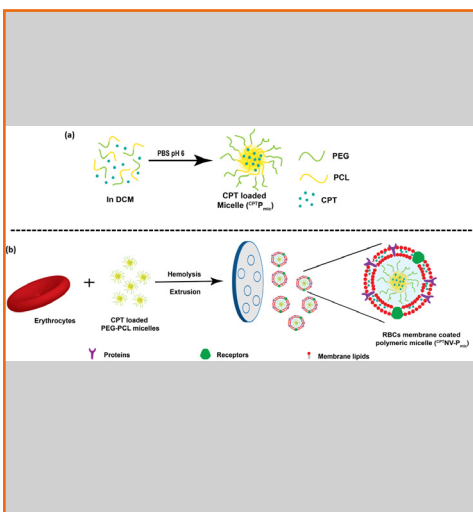 (a)
PBS pH 6
In DCM
CPT loaded
Micelle (CPTPmic)
PEG
PCL
CPT
(b)
Erythrocytes
+
CPT loaded
PEG-PCL micelles
Hemolysis
Extrusion
RBCs membrane coated
polymeric micelle (CPTNV-Pmic)
Proteins
Receptors
Membrane lipids